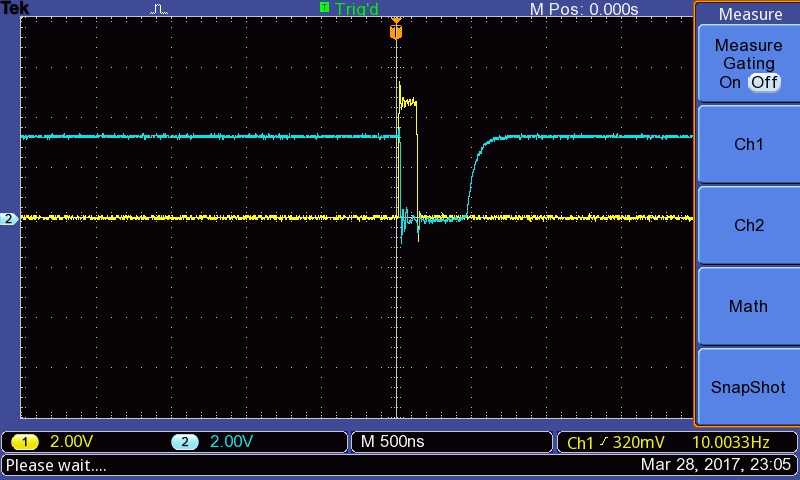 Tek
T Trig'd
M Pos: 0.000s
T
2
Measure
Measure
Gating
On Off
Ch1
Ch2
Math
SnapShot
1 2.00V
2 2.00V
M 500ns
Ch1 320mV 10.0033Hz
Please wait....
Mar 28, 2017, 23:05